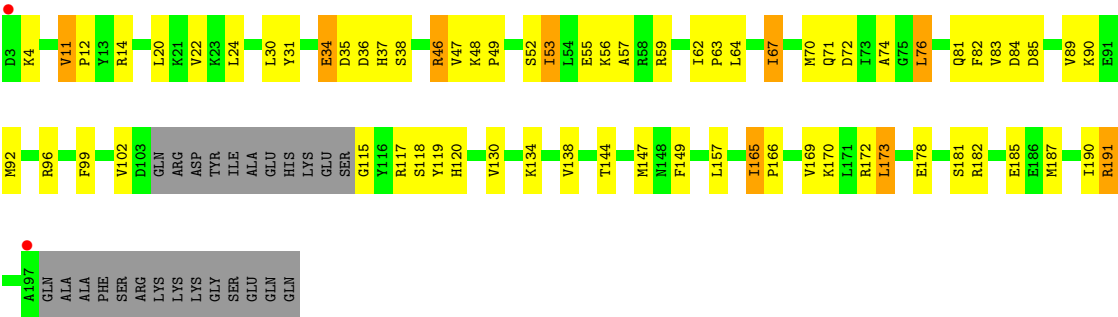 D3 K4 V11 P12 Y13 R14 L20 K21 V22 K23 L24 L30 Y31 E34 D35 D36 H37 S38 R46 V47 K48 P49 S52 I53 L54 E55 K56 A57 R58 R59 I62 P63 L64 I67 M70 Q71 D72 I73 A74 G75 L76 Q81 F82 V83 D84 D85 V89 K90 E91
M92 R96 F99 V102 D103 GLN ARG ASP TYR ILE ALA GLU HIS LYS GLU SER G115 Y116 R117 S118 Y119 H120 V130 K134 V138 T144 M147 N148 F149 L157 I165 P166 V169 K170 L171 R172 L173 E178 S181 R182 E185 E186 M187 I190 R191
A197 GLN ALA ALA PHE SER ARG LYS LYS LYS GLY SER GLU GLN GLN